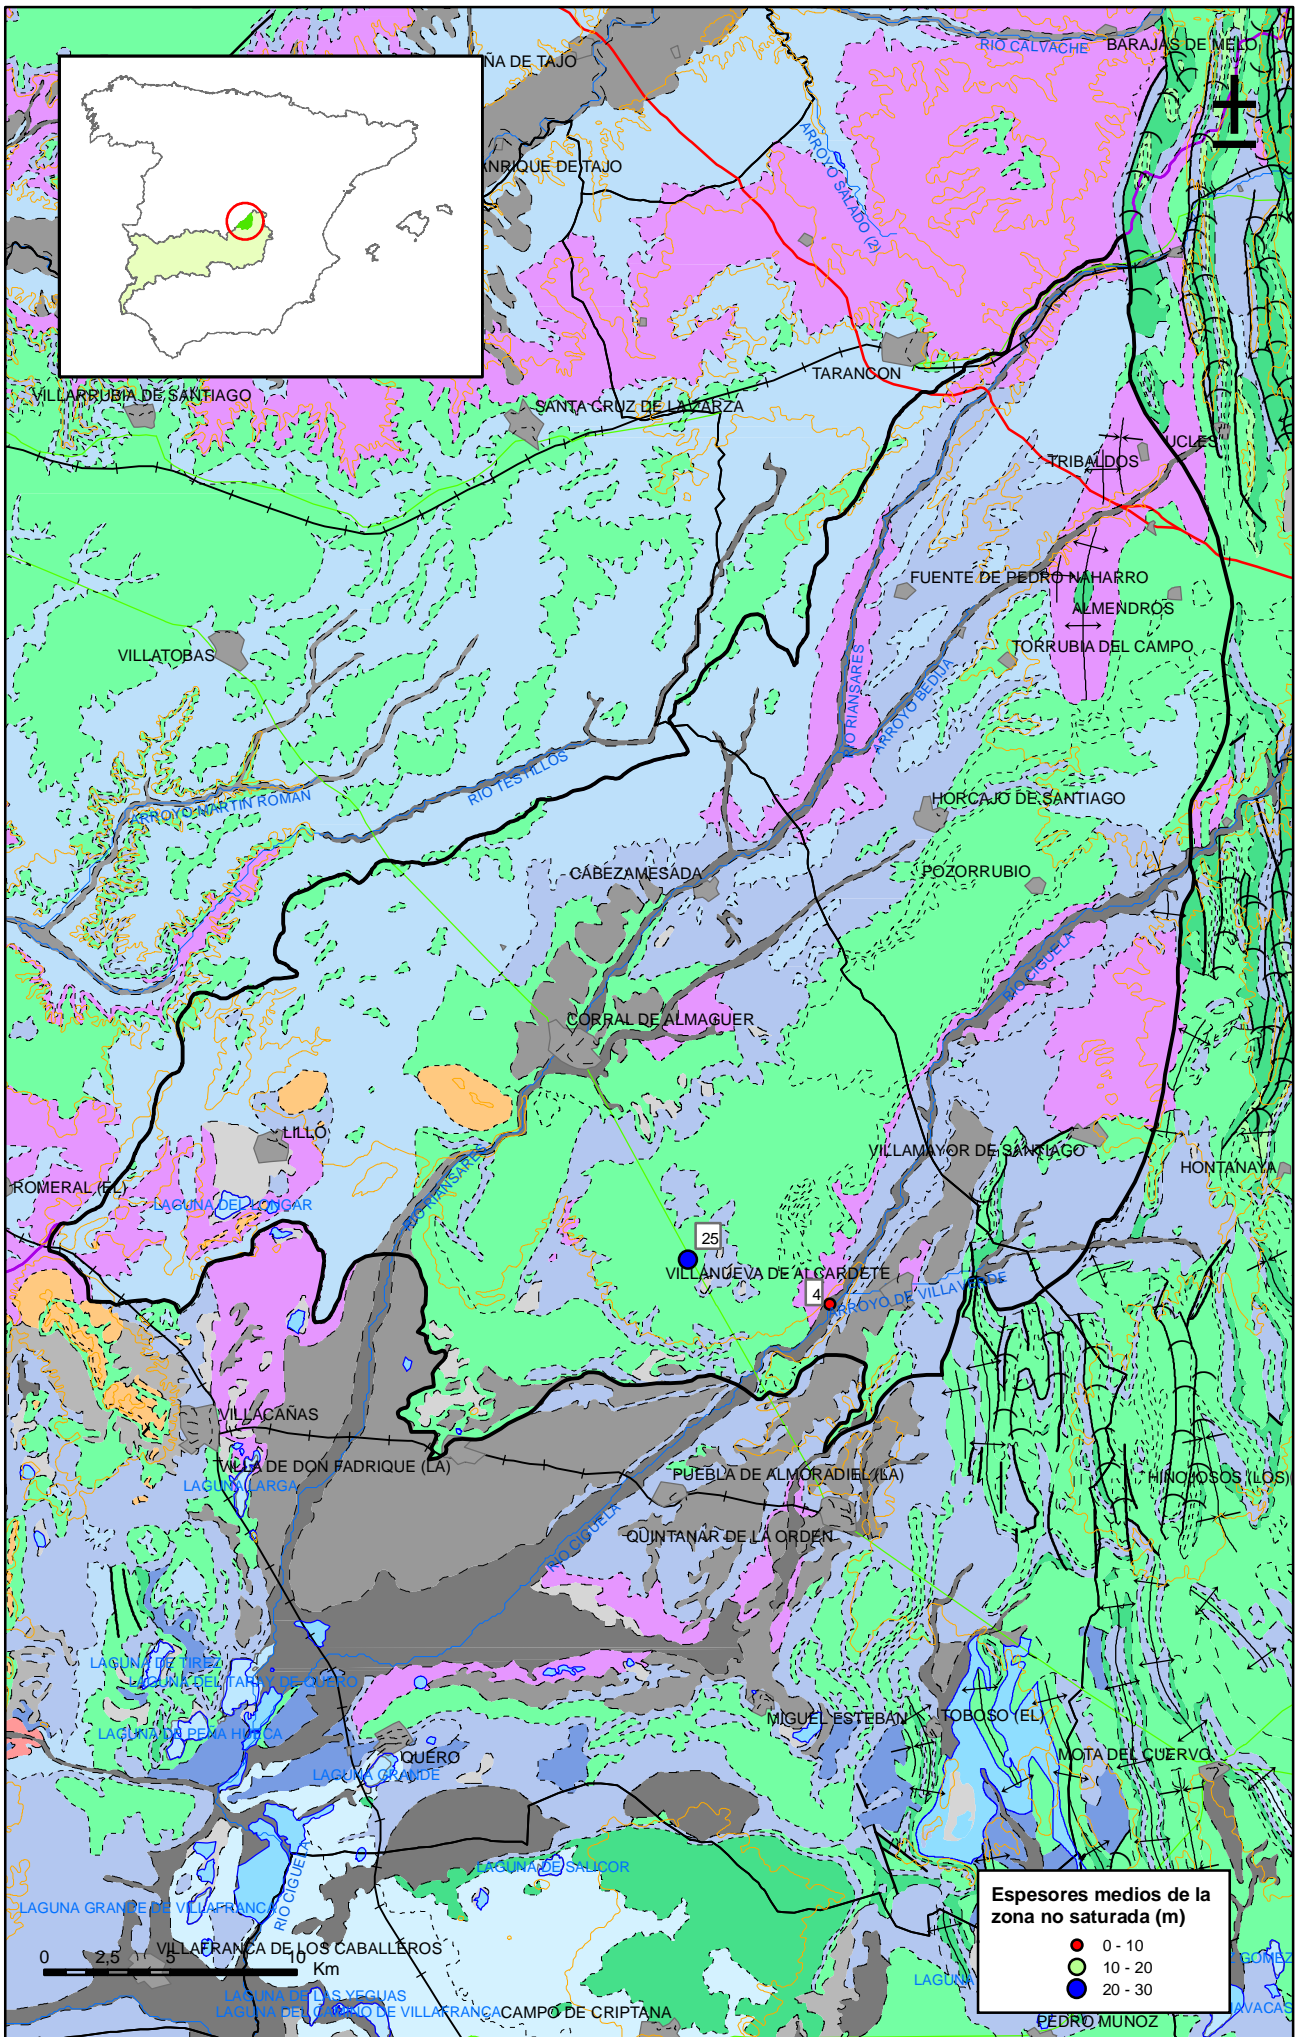 RIO CALVACHE
BARAJAS DE MELO
ÑA DE TAJO
ANRIQUE DE TAJO
ARROYO SALADO (2)
TARANCON
VILLARRUBIA DE SANTIAGO
SANTA CRUZ DE LA ZARZA
UCLES
TRIBALDOS
FUENTE DE PEDRO NAHARRO
ALMENDROS
TORRUBIA DEL CAMPO
VILLATOBAS
RIO RIANSARES
ARROYO BEDIJA
RIO TESTILLOS
ARROYO MARTIN ROMAN
HORCAJO DE SANTIAGO
CABEZAMESADA
POZORRUBIO
RIO CIGUELA
CORRAL DE ALMAGUER
LILLO
VILLAMAYOR DE SANTIAGO
HONTANAYA
ROMERAL (EL)
LAGUNA DEL LONGAR
RIO RIANSARES
25
VILLANUEVA DE ALCARDETE
4
ARROYO DE VILLAVERDE
VILLACAÑAS
VILLA DE DON FADRIQUE (LA)
LAGUNA LARGA
PUEBLA DE ALMORADIEL (LA)
HINOJOSOS (LOS)
QUINTANAR DE LA ORDEN
RIO CIGUELA
LAGUNA DE TIREZ
LAGUNA DEL TARAY DE QUERO
LAGUNA DE PEÑA HUECA
MIGUEL ESTEBAN
TOBOSO (EL)
QUERO
MOTA DEL CUERVO
LAGUNA GRANDE
LAGUNA DE SALICOR
RIO CIGUELA
LAGUNA GRANDE DE VILLAFRANCA
Espesores medios de la
zona no saturada (m)
0 - 10
10 - 20
20 - 30
VILLAFRANCA DE LOS CABALLEROS
0 2,5 5 10
Km
GOMEZ
LAGUNA
LAGUNA DE LAS YEGUAS
LAGUNA DEL CAMINO DE VILLAFRANCA
CAMPO DE CRIPTANA
AVACAS
PEDRO MUÑOZ